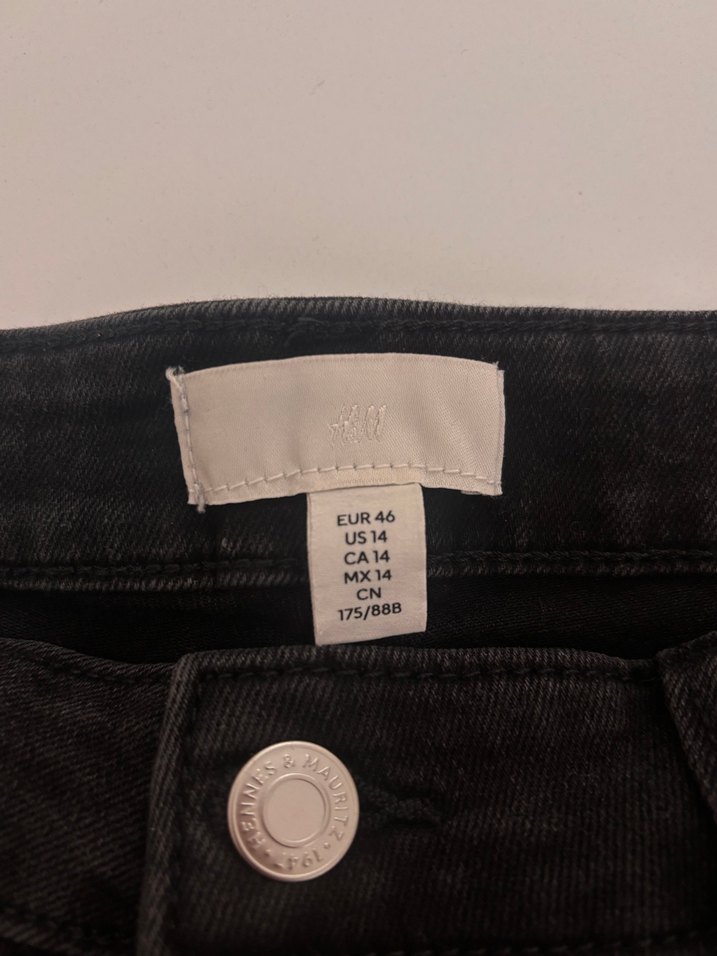 H&M
EUR 46
US 14
CA 14
MX 14
CN
175/88B
HENNES & MAURITZ • 1947 •